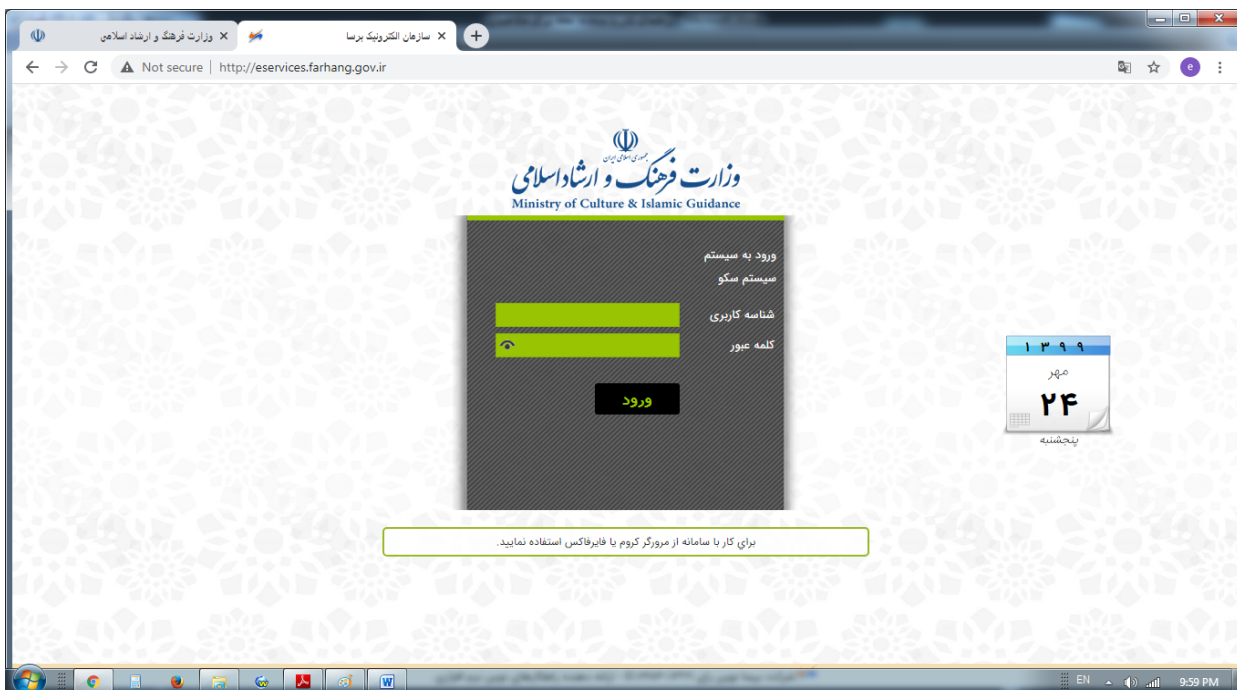 وزارت فرهنگ و ارشاد اسلامی
سازمان الکترونیک برسا
Not secure | http://eservices.farhang.gov.ir
e
جمهوری اسلامی ایران
وزارت فرهنگ و ارشاد اسلامی
Ministry of Culture & Islamic Guidance
ورود به سیستم
سیستم سکو
شناسه کاربری
کلمه عبور
ورود
۱۳۹۹
مهر
۲۴
پنجشنبه
براي کار با سامانه از مرورگر کروم یا فایرفاکس استفاده نمایید.
EN
9:59 PM